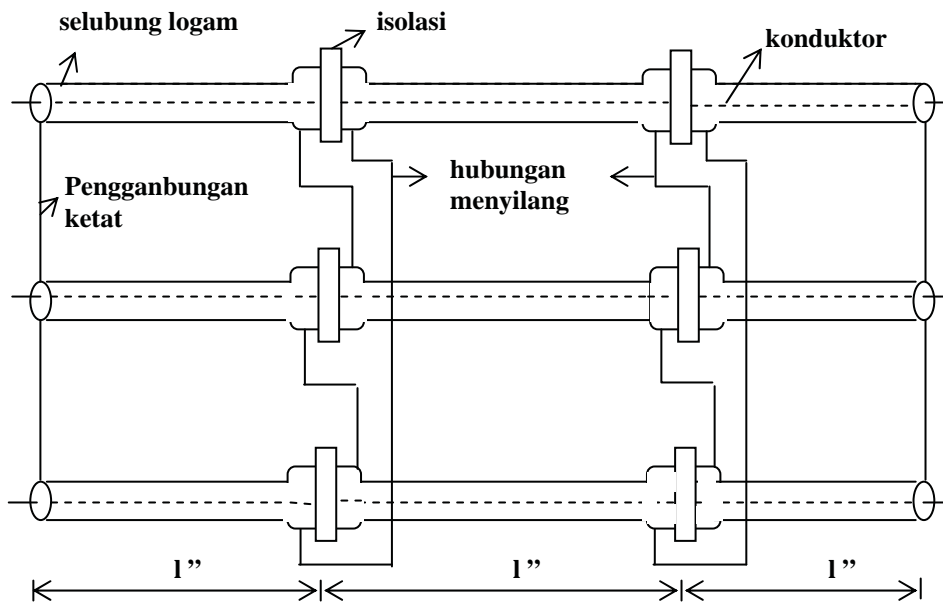 selubung logam
isolasi
konduktor
Pengganbungan
ketat
hubungan
menyilang
l ”
l ”
l ”